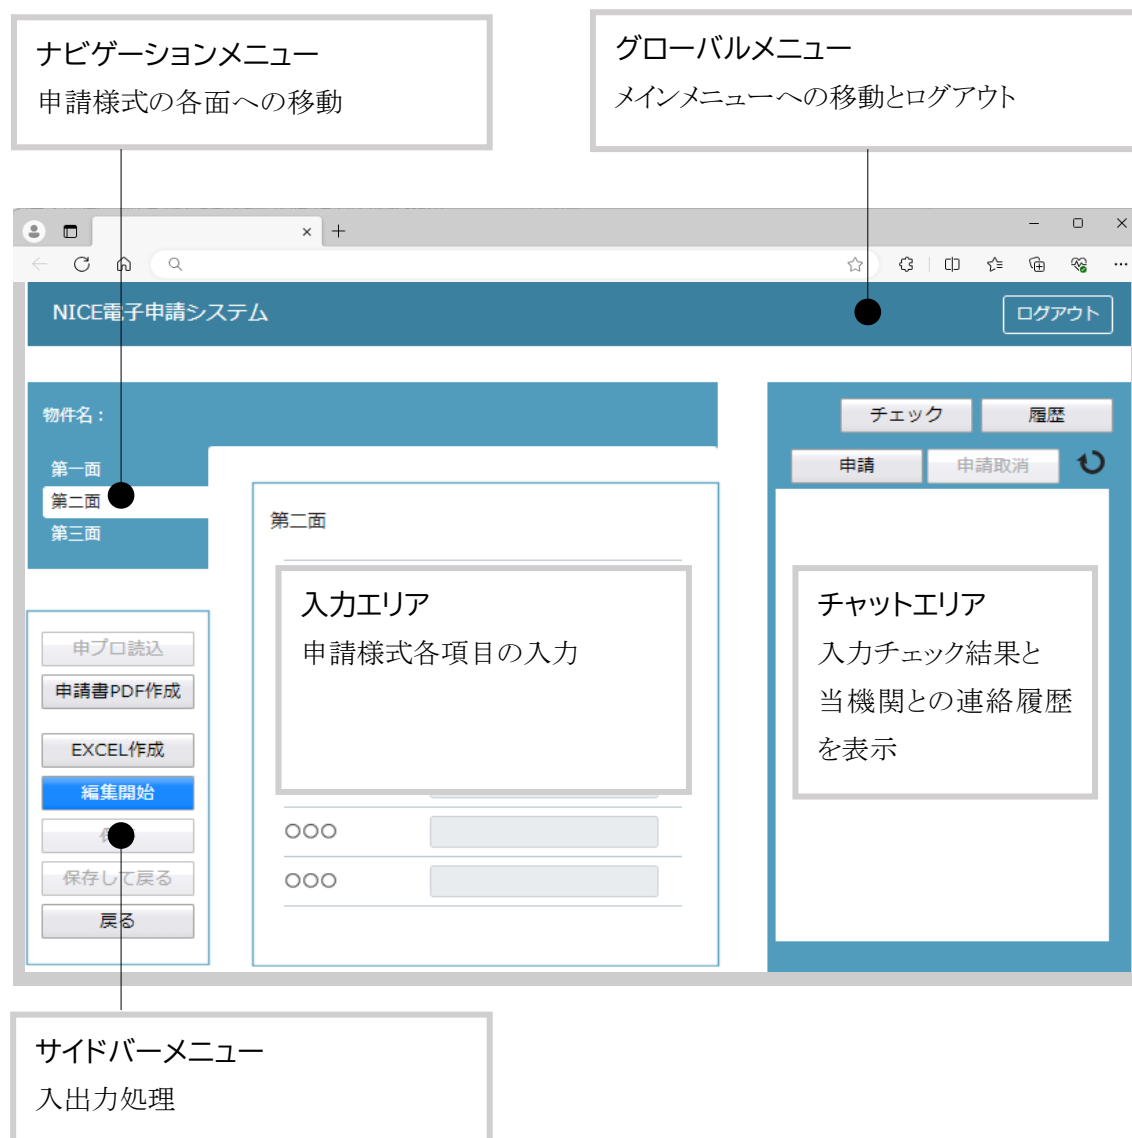 ナビゲーションメニュー
申請様式の各面への移動
グローバルメニュー
メインメニューへの移動とログアウト
NICE電子申請システム
ログアウト
物件名：
第一面
第二面
第三面
チェック
履歴
申請
申請取消
第二面
入力エリア
申請様式各項目の入力
チャットエリア
入力チェック結果と
当機関との連絡履歴
を表示
申プロ読込
申請書PDF作成
EXCEL作成
編集開始
保存して戻る
戻る
○○○
○○○
サイドバーメニュー
入出力処理